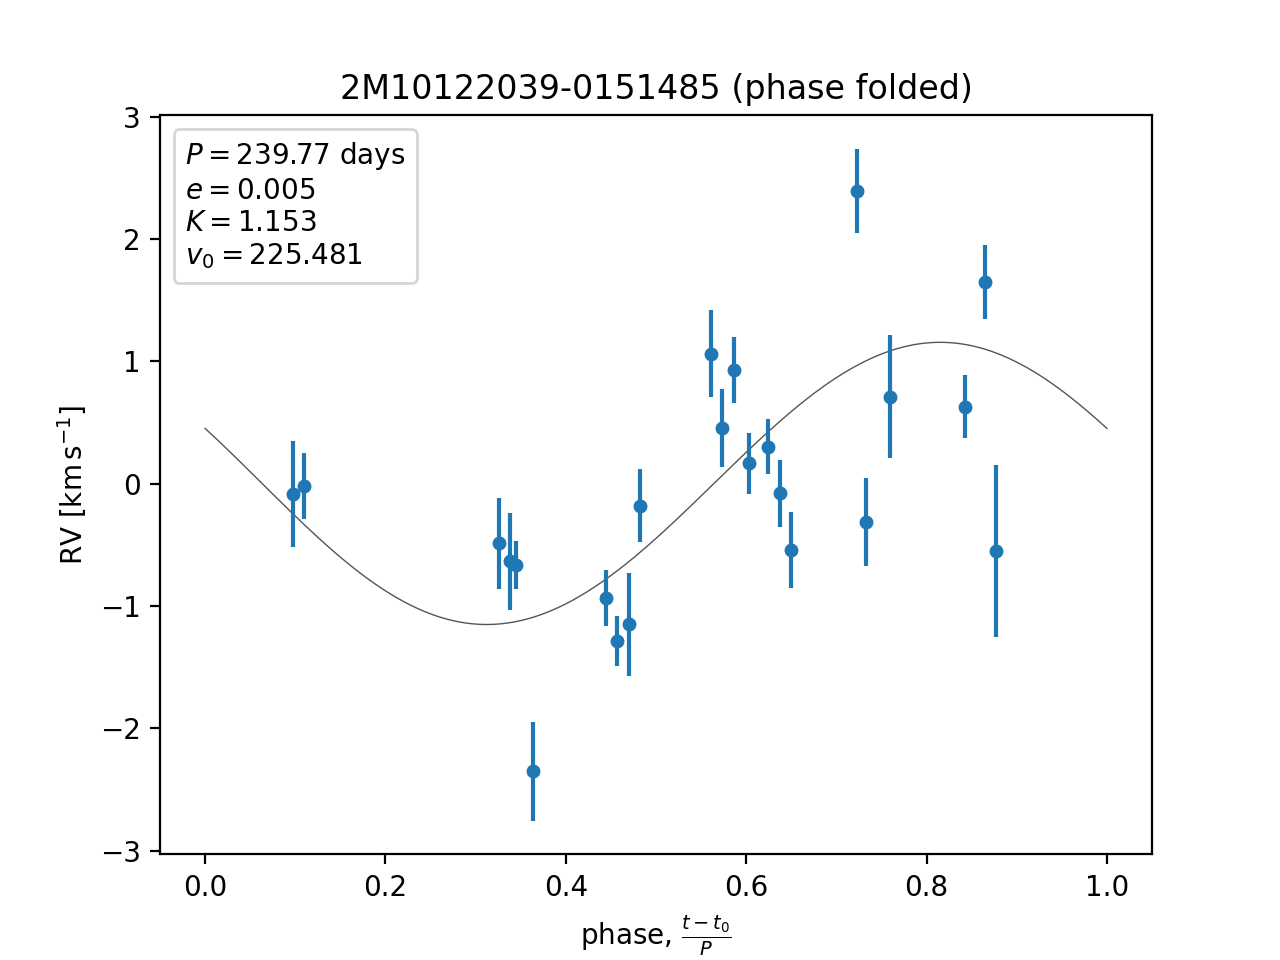 2M10122039-0151485 (phase folded)
P = 239.77 days
e = 0.005
K = 1.153
v₀ = 225.481
RV [km s⁻¹]
3
2
1
0
−1
−2
−3
0.0 0.2 0.4 0.6 0.8 1.0
phase, (t − t₀)/P